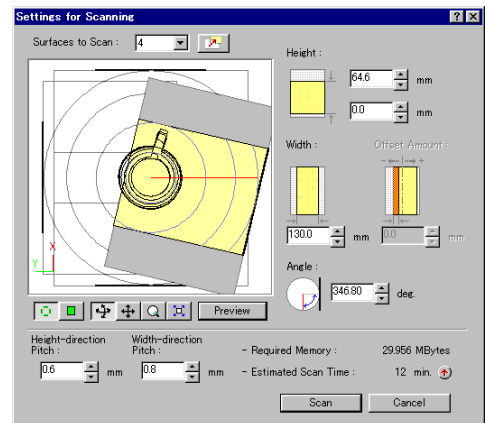 Settings for Scanning
Surfaces to Scan : 4
Height :
64.6 mm
0.0 mm
Width : Offset Amount :
- +
130.0 mm 0.0 mm
Angle :
346.80 deg.
X
Y
Preview
Height-direction Pitch :
0.6 mm
Width-direction Pitch :
0.8 mm
- Required Memory : 29.956 MBytes
- Estimated Scan Time : 12 min.
Scan Cancel